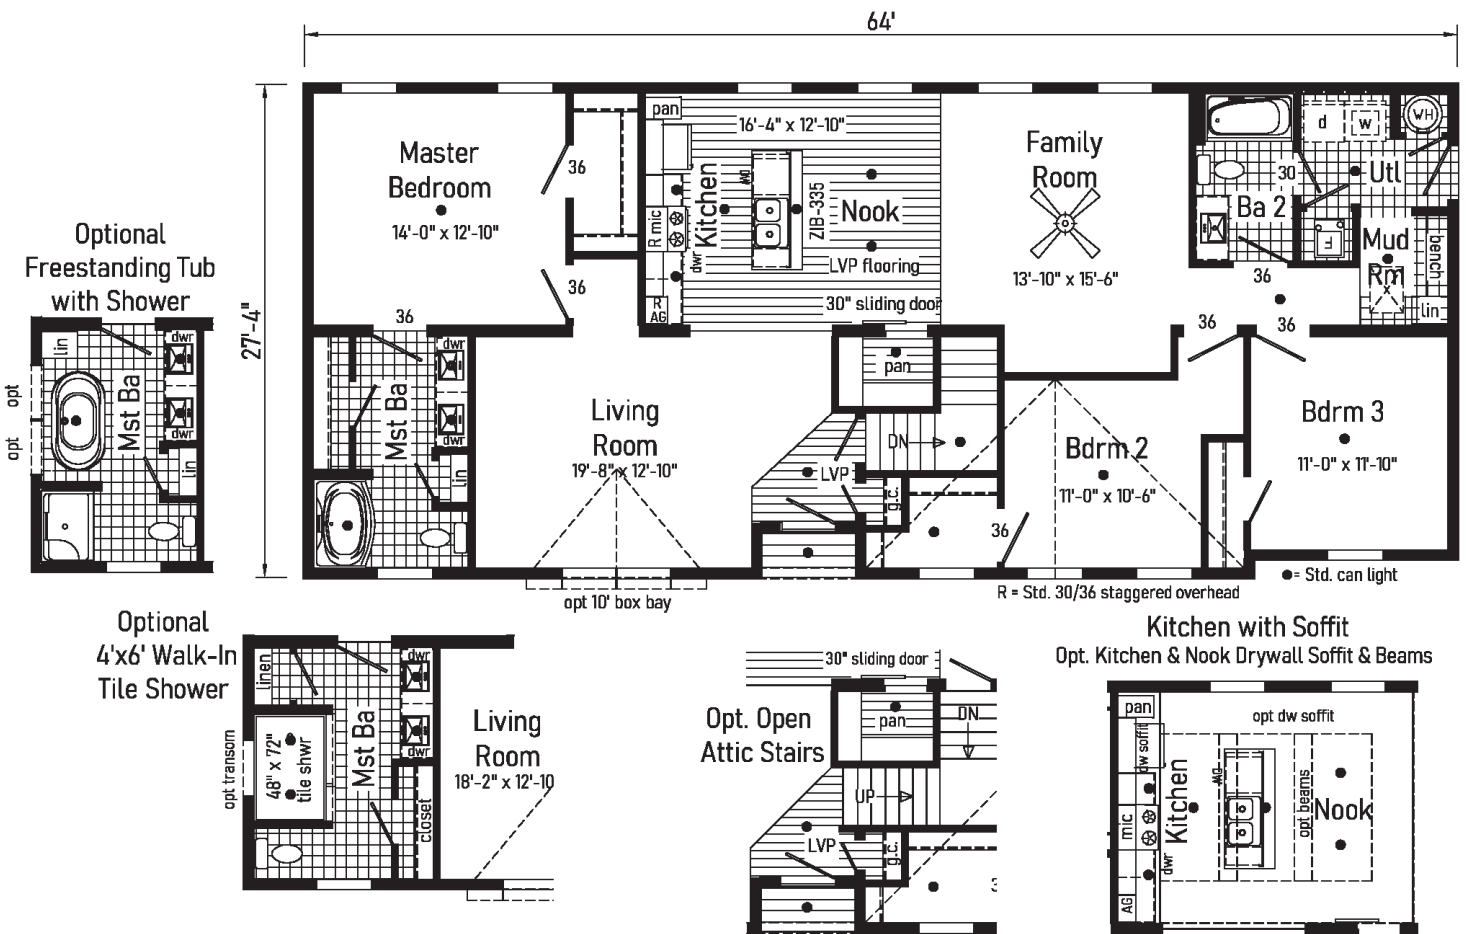 64'
27'-4"
Master
Bedroom
14'-0" x 12'-10"
36
36
36
pan
16'-4" x 12'-10"
Kitchen
R mic
dwr
R
AG
DW
ZIB-335
Nook
LVP flooring
30" sliding door
Family
Room
13'-10" x 15'-6"
Ba 2
30
d
w
WH
Utl
Mud
Rm
bench
lin
36
36
36
Mst Ba
dwr
dwr
lin
Living
Room
19'-8" x 12'-10"
opt 10' box bay
pan
DN
LVP
g.c.
36
Bdrm 2
11'-0" x 10'-6"
Bdrm 3
11'-0" x 11'-10"
= Std. can light
R = Std. 30/36 staggered overhead
Optional
Freestanding Tub
with Shower
lin
dwr
dwr
Mst Ba
lin
opt
opt
Optional
4'x6' Walk-In
Tile Shower
linen
dwr
dwr
Mst Ba
48" x 72"
tile shwr
opt transom
closet
Living
Room
18'-2" x 12'-10
Opt. Open
Attic Stairs
30" sliding door
pan
DN
UP
LVP
g.c.
Kitchen with Soffit
Opt. Kitchen & Nook Drywall Soffit & Beams
pan
opt dw soffit
dw soffit
Kitchen
mic
dwr
AG
DW
opt beams
Nook